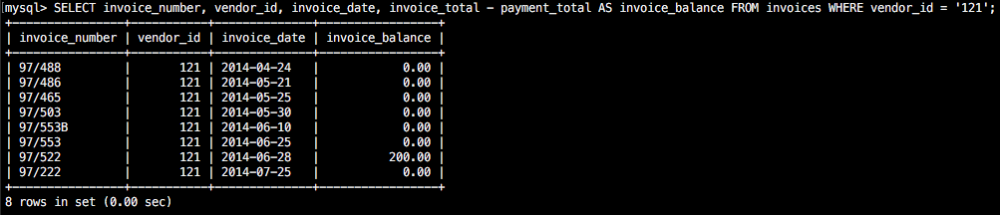 mysql> SELECT invoice_number, vendor_id, invoice_date, invoice_total - payment_total AS invoice_balance FROM invoices WHERE vendor_id = '121';
+----------------+-----------+--------------+-----------------+
| invoice_number | vendor_id | invoice_date | invoice_balance |
+----------------+-----------+--------------+-----------------+
| 97/488         |       121 | 2014-04-24   |            0.00 |
| 97/486         |       121 | 2014-05-21   |            0.00 |
| 97/465         |       121 | 2014-05-25   |            0.00 |
| 97/503         |       121 | 2014-05-30   |            0.00 |
| 97/553B        |       121 | 2014-06-10   |            0.00 |
| 97/553         |       121 | 2014-06-25   |            0.00 |
| 97/522         |       121 | 2014-06-28   |          200.00 |
| 97/222         |       121 | 2014-07-25   |            0.00 |
+----------------+-----------+--------------+-----------------+
8 rows in set (0.00 sec)